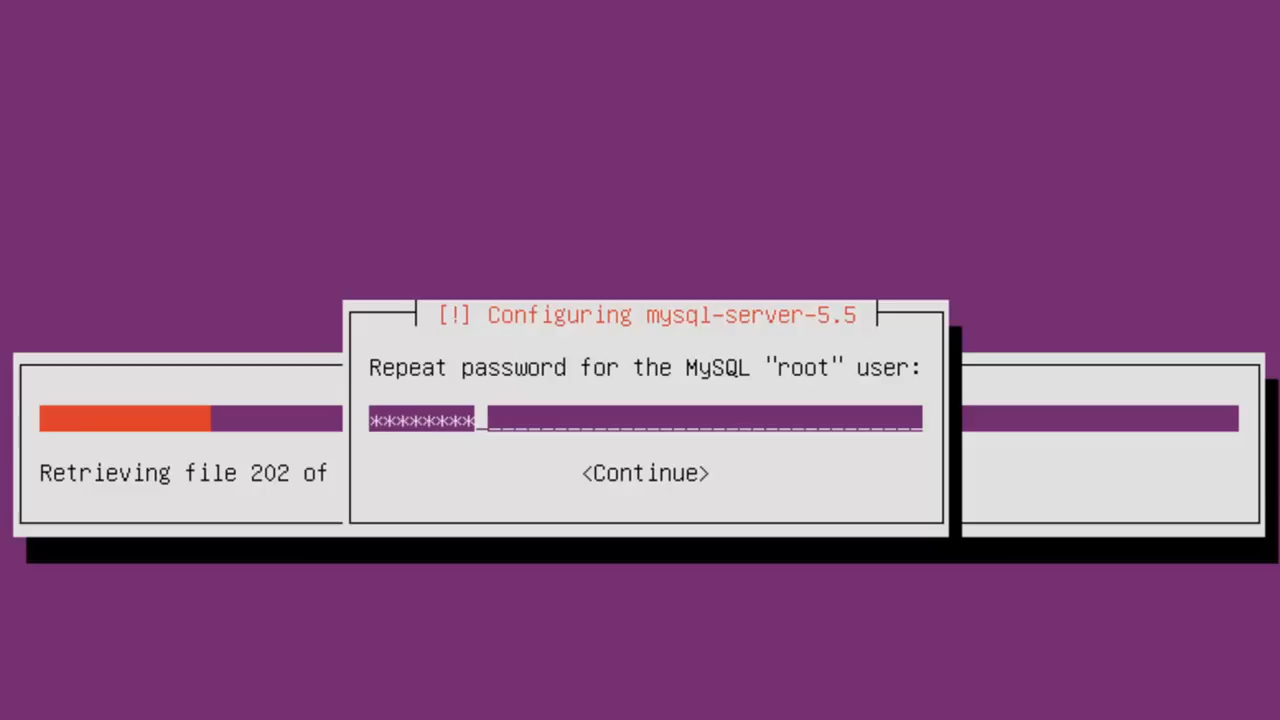 [!] Configuring mysql-server-5.5
Repeat password for the MySQL "root" user:
********
Retrieving file 202 of
<Continue>